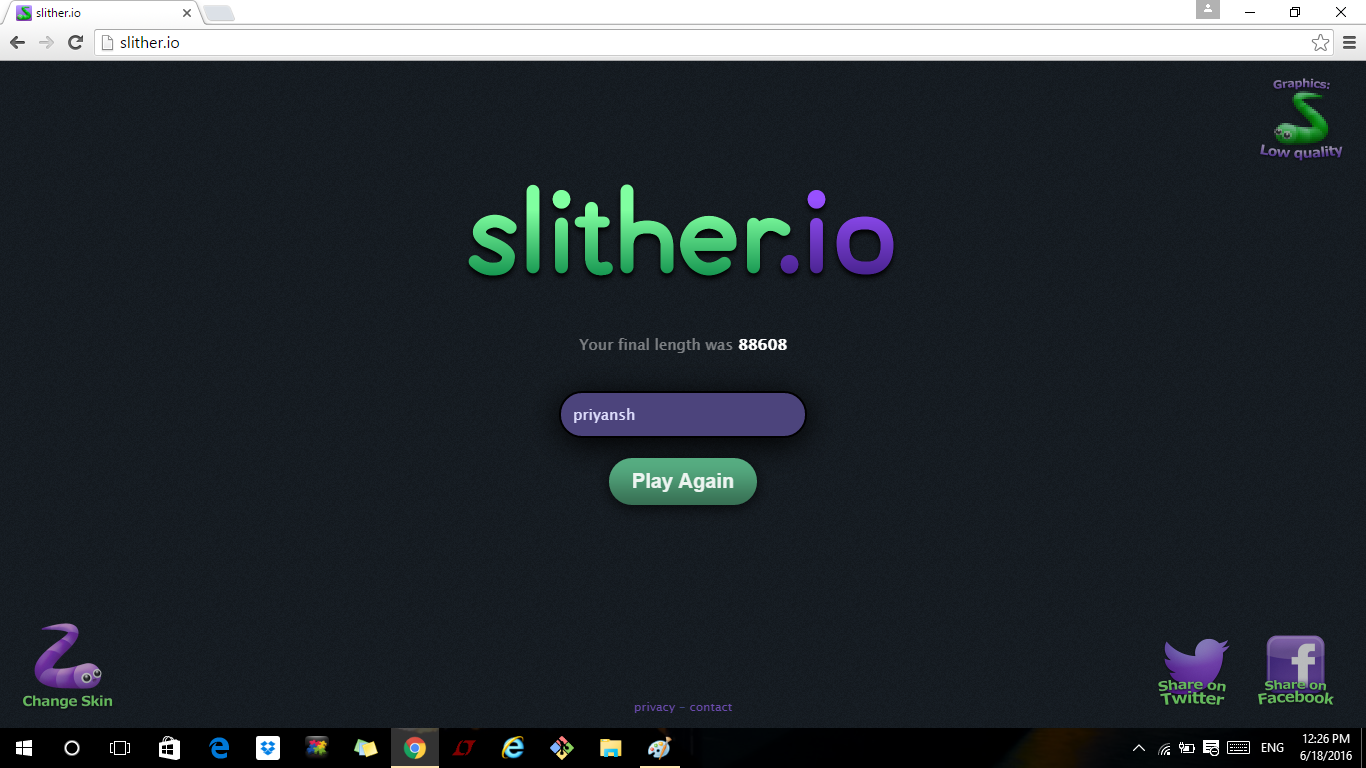 slither.io
slither.io
Graphics:
Low quality
slither.io
Your final length was 88608
priyansh
Play Again
Change Skin
Share on
Twitter
Share on
Facebook
privacy - contact
ENG
12:26 PM
6/18/2016